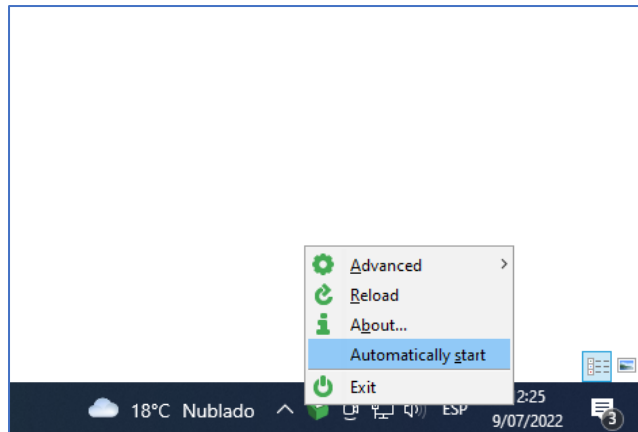 Advanced
Reload
About...
Automatically start
Exit
18°C Nublado
ESP
2:25
9/07/2022
3